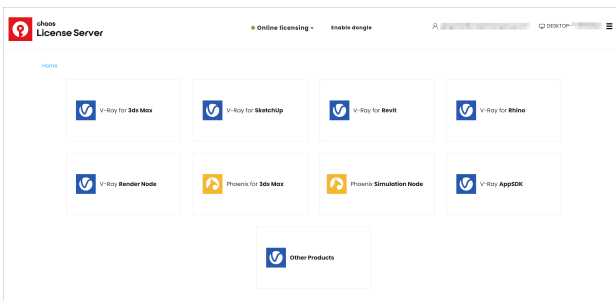 chaos
License Server
Online licensing
Enable dongle
DESKTOP-
Home
V-Ray for 3ds Max
V-Ray for SketchUp
V-Ray for Revit
V-Ray for Rhino
V-Ray Render Node
Phoenix for 3ds Max
Phoenix Simulation Node
V-Ray AppSDK
Other Products